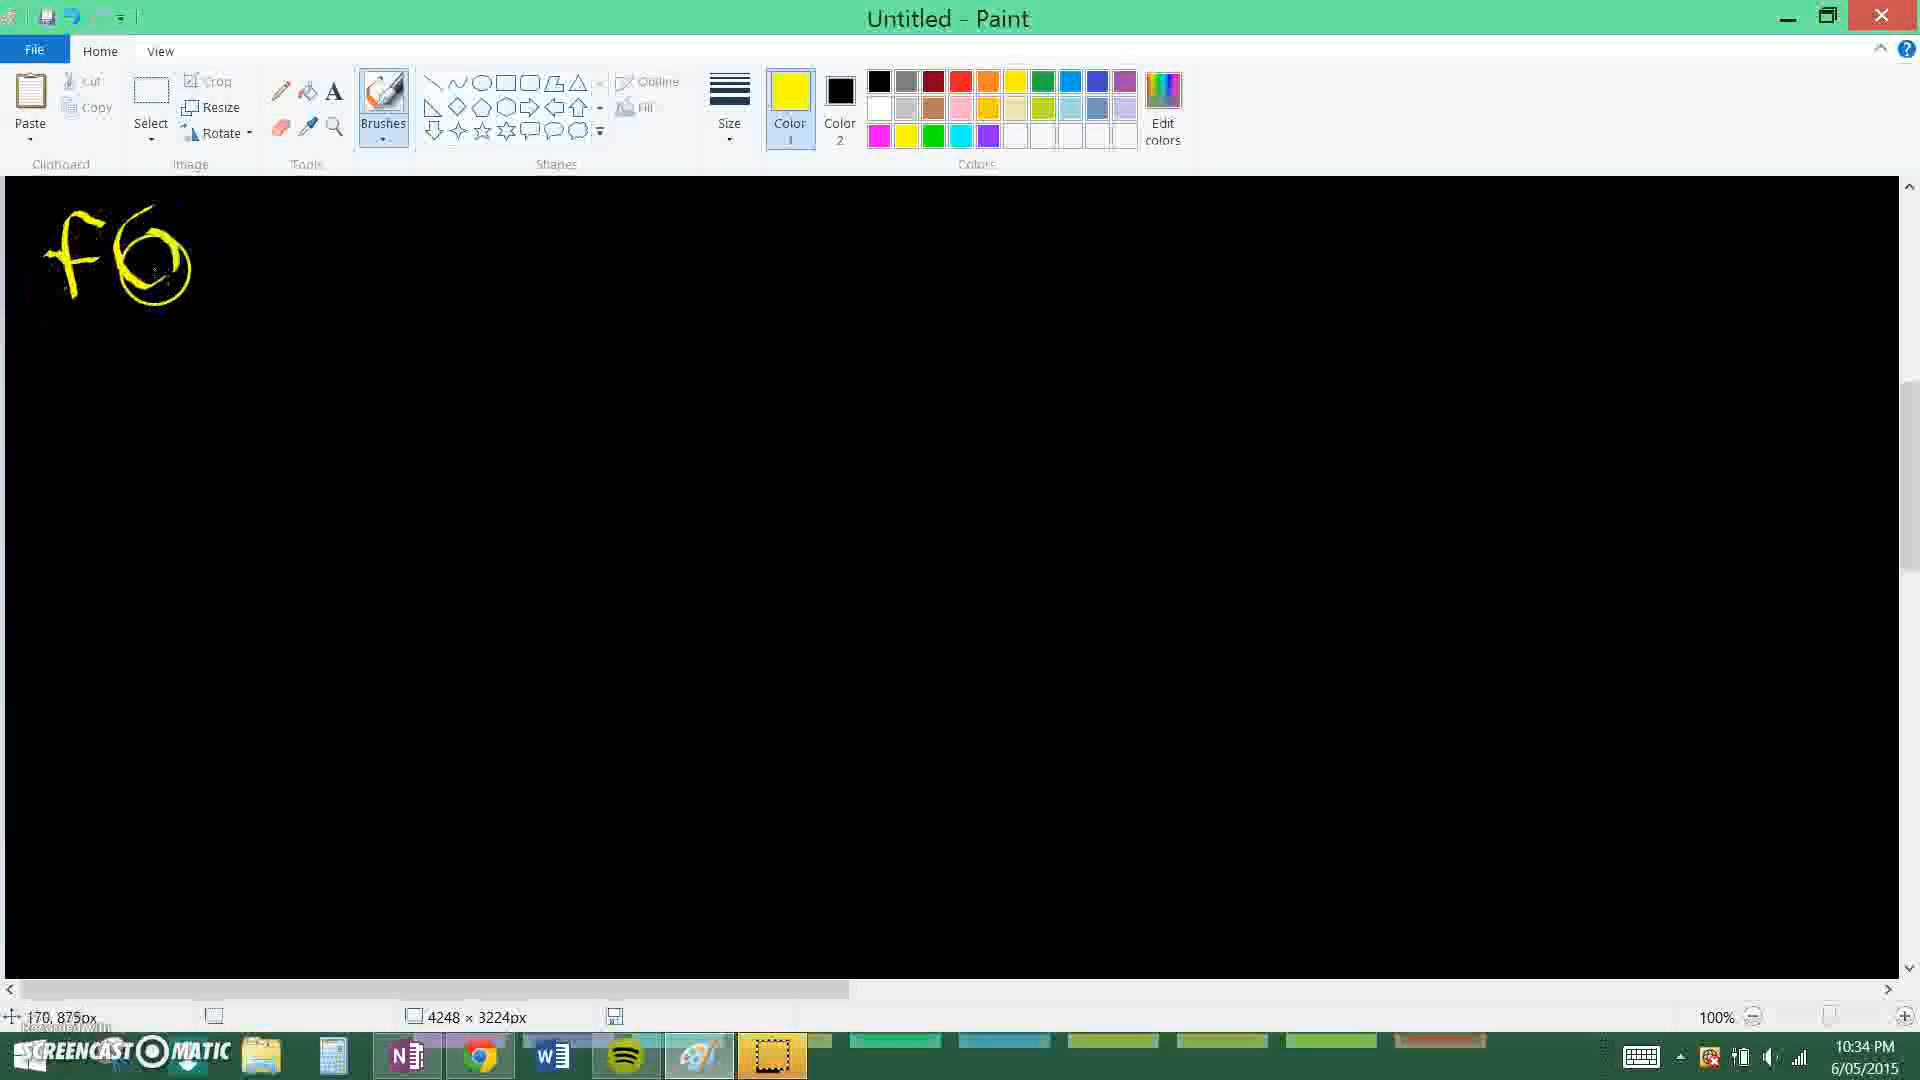 Untitled - Paint
File Home View
Paste Cut Copy Clipboard
Select Crop Resize Rotate Image
A Tools
Brushes
Shapes Outline Fill
Size
Color 1 Color 2 Edit colors Colors
f6
170, 875px 4248 × 3224px 100%
SCREENCAST MATIC
10:34 PM
6/05/2015